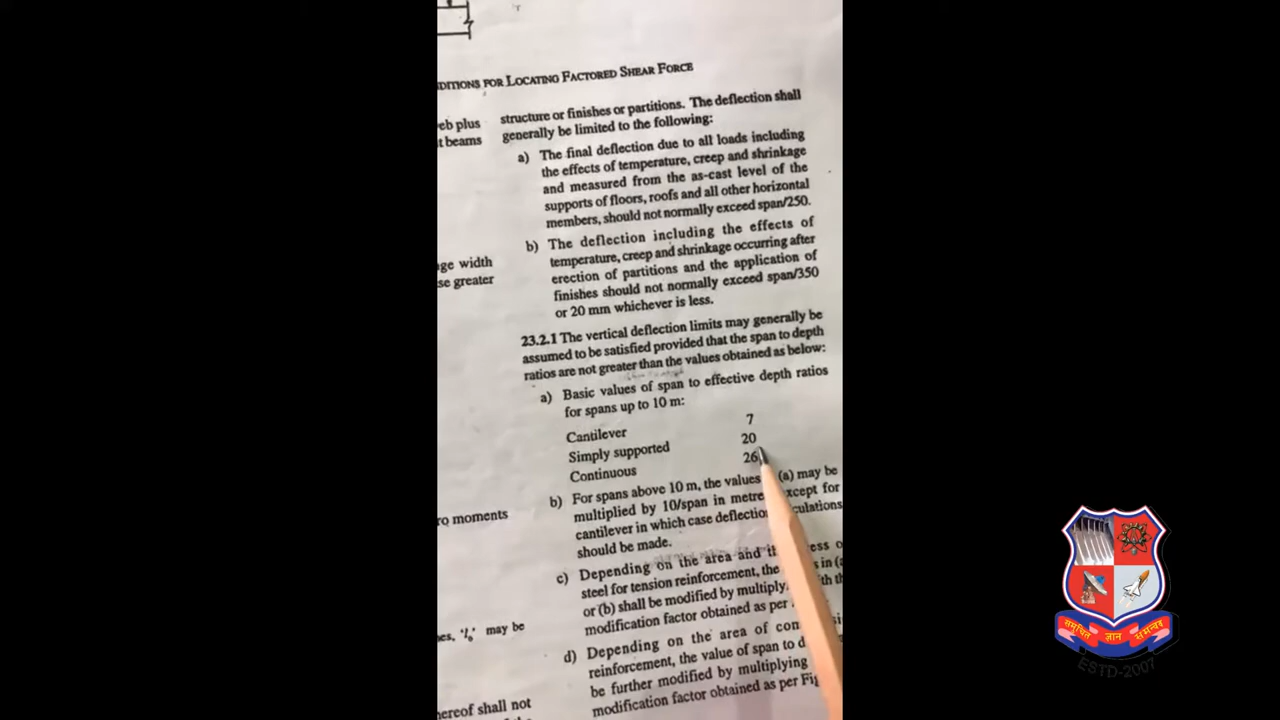 DITIONS FOR LOCATING FACTORED SHEAR FORCE
eb plus
t beams
ge width
se greater
ro moments
es, 'l₀' may be
hereof shall not
structure or finishes or partitions. The deflection shall
generally be limited to the following:
a) The final deflection due to all loads including
the effects of temperature, creep and shrinkage
and measured from the as-cast level of the
supports of floors, roofs and all other horizontal
members, should not normally exceed span/250.
b) The deflection including the effects of
temperature, creep and shrinkage occurring after
erection of partitions and the application of
finishes should not normally exceed span/350
or 20 mm whichever is less.
23.2.1 The vertical deflection limits may generally be
assumed to be satisfied provided that the span to depth
ratios are not greater than the values obtained as below:
a) Basic values of span to effective depth ratios
for spans up to 10 m:
Cantilever 7
Simply supported 20
Continuous 26
b) For spans above 10 m, the values (a) may be
multiplied by 10/span in metre xcept for
cantilever in which case deflectio culations
should be made.
c) Depending on the area and th ess o
steel for tension reinforcement, the s in (a
or (b) shall be modified by multiply th th
modification factor obtained as per
d) Depending on the area of con si
reinforcement, the value of span to d
be further modified by multiplying
modification factor obtained as per Fig
समुचित ज्ञान समन्वय
ESTD-2007